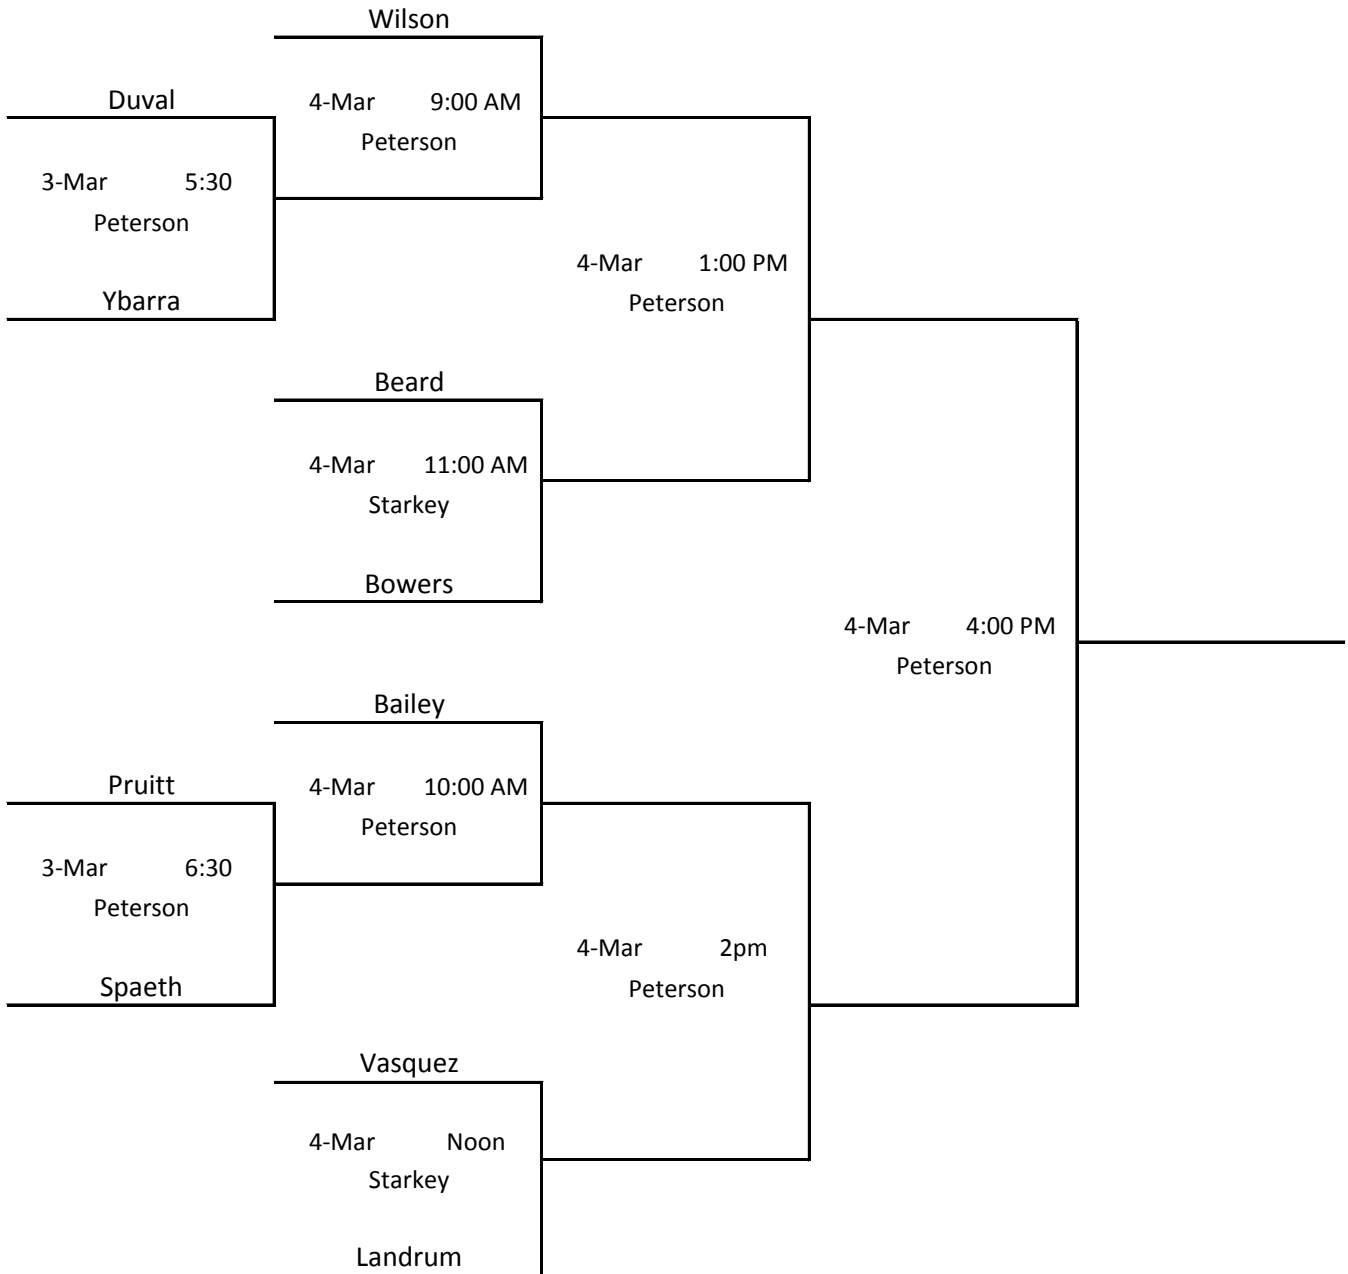 Wilson
Duval
4-Mar 9:00 AM
Peterson
3-Mar 5:30
Peterson
4-Mar 1:00 PM
Ybarra
Peterson
Beard
4-Mar 11:00 AM
Starkey
Bowers
4-Mar 4:00 PM
Peterson
Bailey
Pruitt
4-Mar 10:00 AM
Peterson
3-Mar 6:30
Peterson
4-Mar 2pm
Spaeth
Peterson
Vasquez
4-Mar Noon
Starkey
Landrum